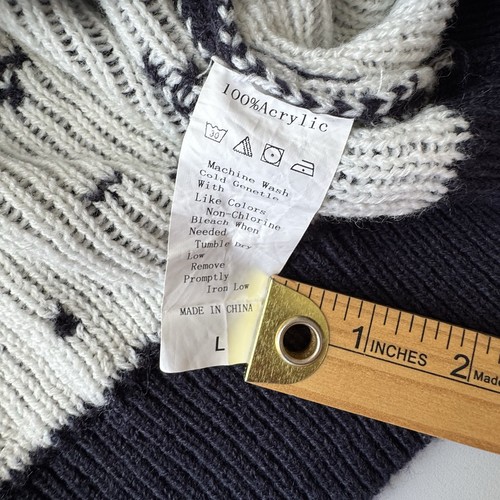 100%Acrylic
30
Machine Wash
Cold Genetle
With
Like Colors
Non-Chlorine
Bleach When
Needed
Tumble Dry
Low
Remove
Promptly
Iron Low
MADE IN CHINA
L
1 INCHES 2
Made